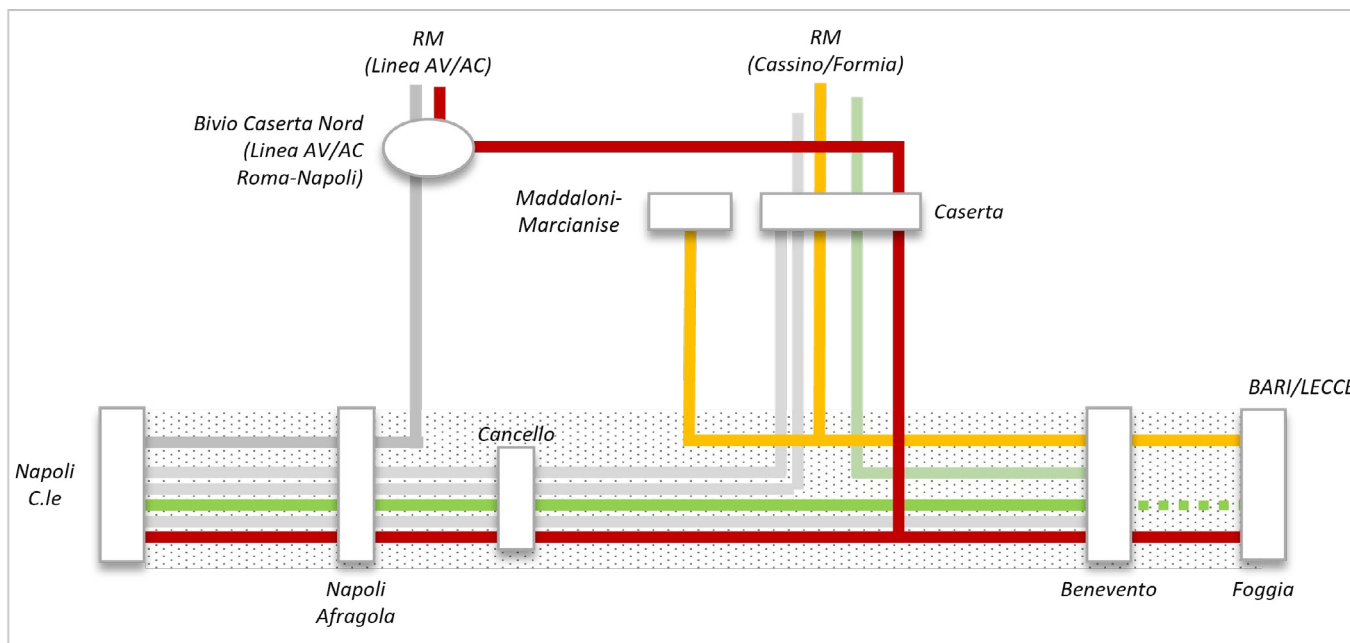 RM
(Linea AV/AC)
RM
(Cassino/Formia)
Bivio Caserta Nord
(Linea AV/AC
Roma-Napoli)
Maddaloni-
Marcianise
Caserta
BARI/LECCE
Cancello
Napoli
C.le
Napoli
Afragola
Benevento
Foggia